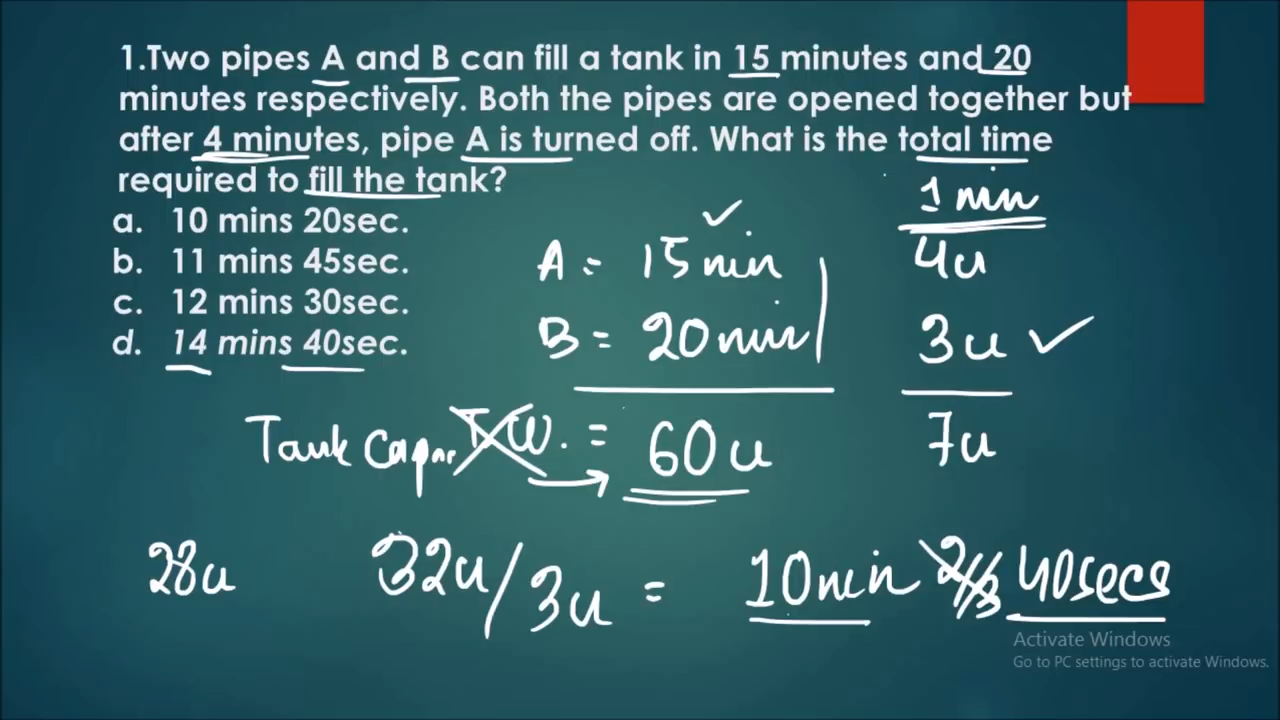 1.Two pipes A and B can fill a tank in 15 minutes and 20
minutes respectively. Both the pipes are opened together but
after 4 minutes, pipe A is turned off. What is the total time
required to fill the tank?
a. 10 mins 20sec.
b. 11 mins 45sec.
c. 12 mins 30sec.
d. 14 mins 40sec.
1 min
A = 15 min 4u
B = 20 min 3u
Tank T.W. = 60u 7u
28u 32u/3u = 10min 2/3 40secs
Activate Windows
Go to PC settings to activate Windows.